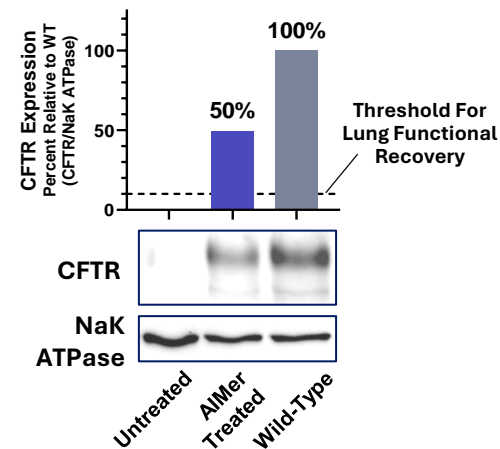 CFTR Expression
Percent Relative to WT
(CFTR/NaK ATPase)
100
50
0
50%
100%
Threshold For
Lung Functional
Recovery
CFTR
NaK
ATPase
Untreated
AIMer
Treated
Wild-Type